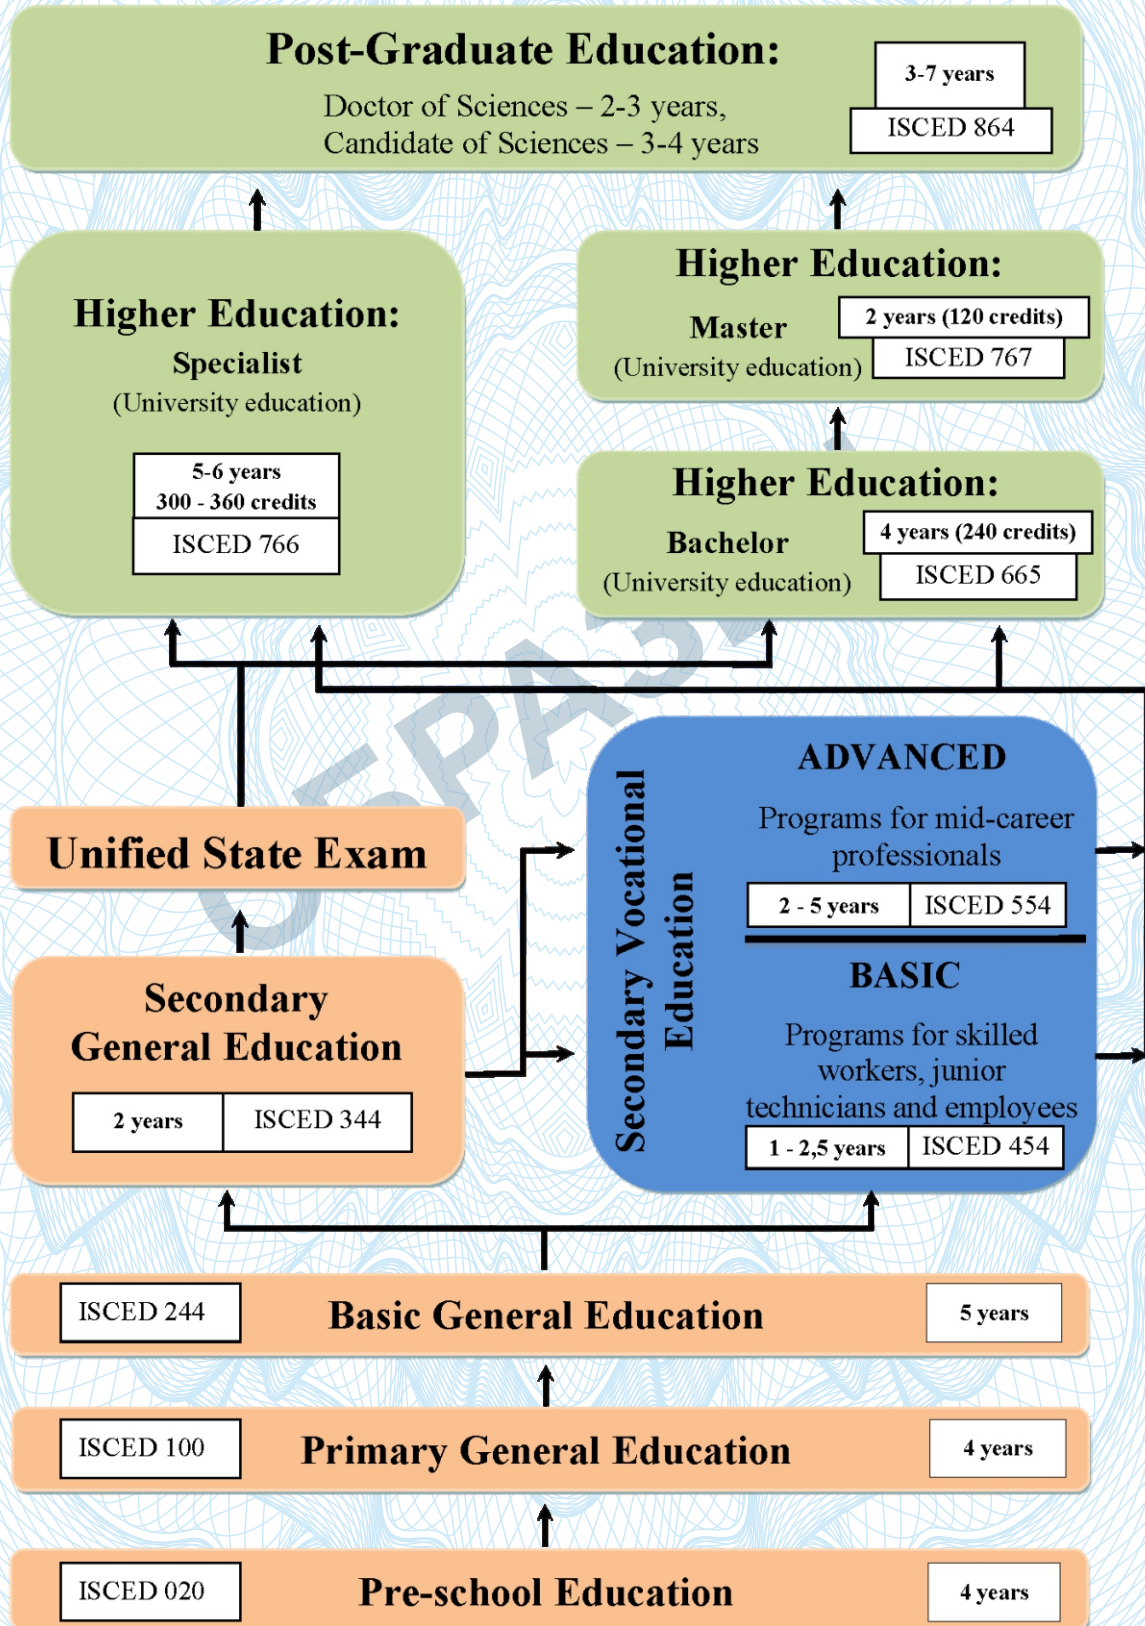 Post-Graduate Education:
Doctor of Sciences – 2-3 years,
Candidate of Sciences – 3-4 years
3-7 years
ISCED 864
Higher Education:
Specialist
(University education)
5-6 years
300 - 360 credits
ISCED 766
Higher Education:
Master
(University education)
2 years (120 credits)
ISCED 767
Higher Education:
Bachelor
(University education)
4 years (240 credits)
ISCED 665
Unified State Exam
Secondary
General Education
2 years
ISCED 344
Secondary Vocational
Education
ADVANCED
Programs for mid-career
professionals
2 - 5 years
ISCED 554
BASIC
Programs for skilled
workers, junior
technicians and employees
1 - 2,5 years
ISCED 454
ISCED 244
Basic General Education
5 years
ISCED 100
Primary General Education
4 years
ISCED 020
Pre-school Education
4 years